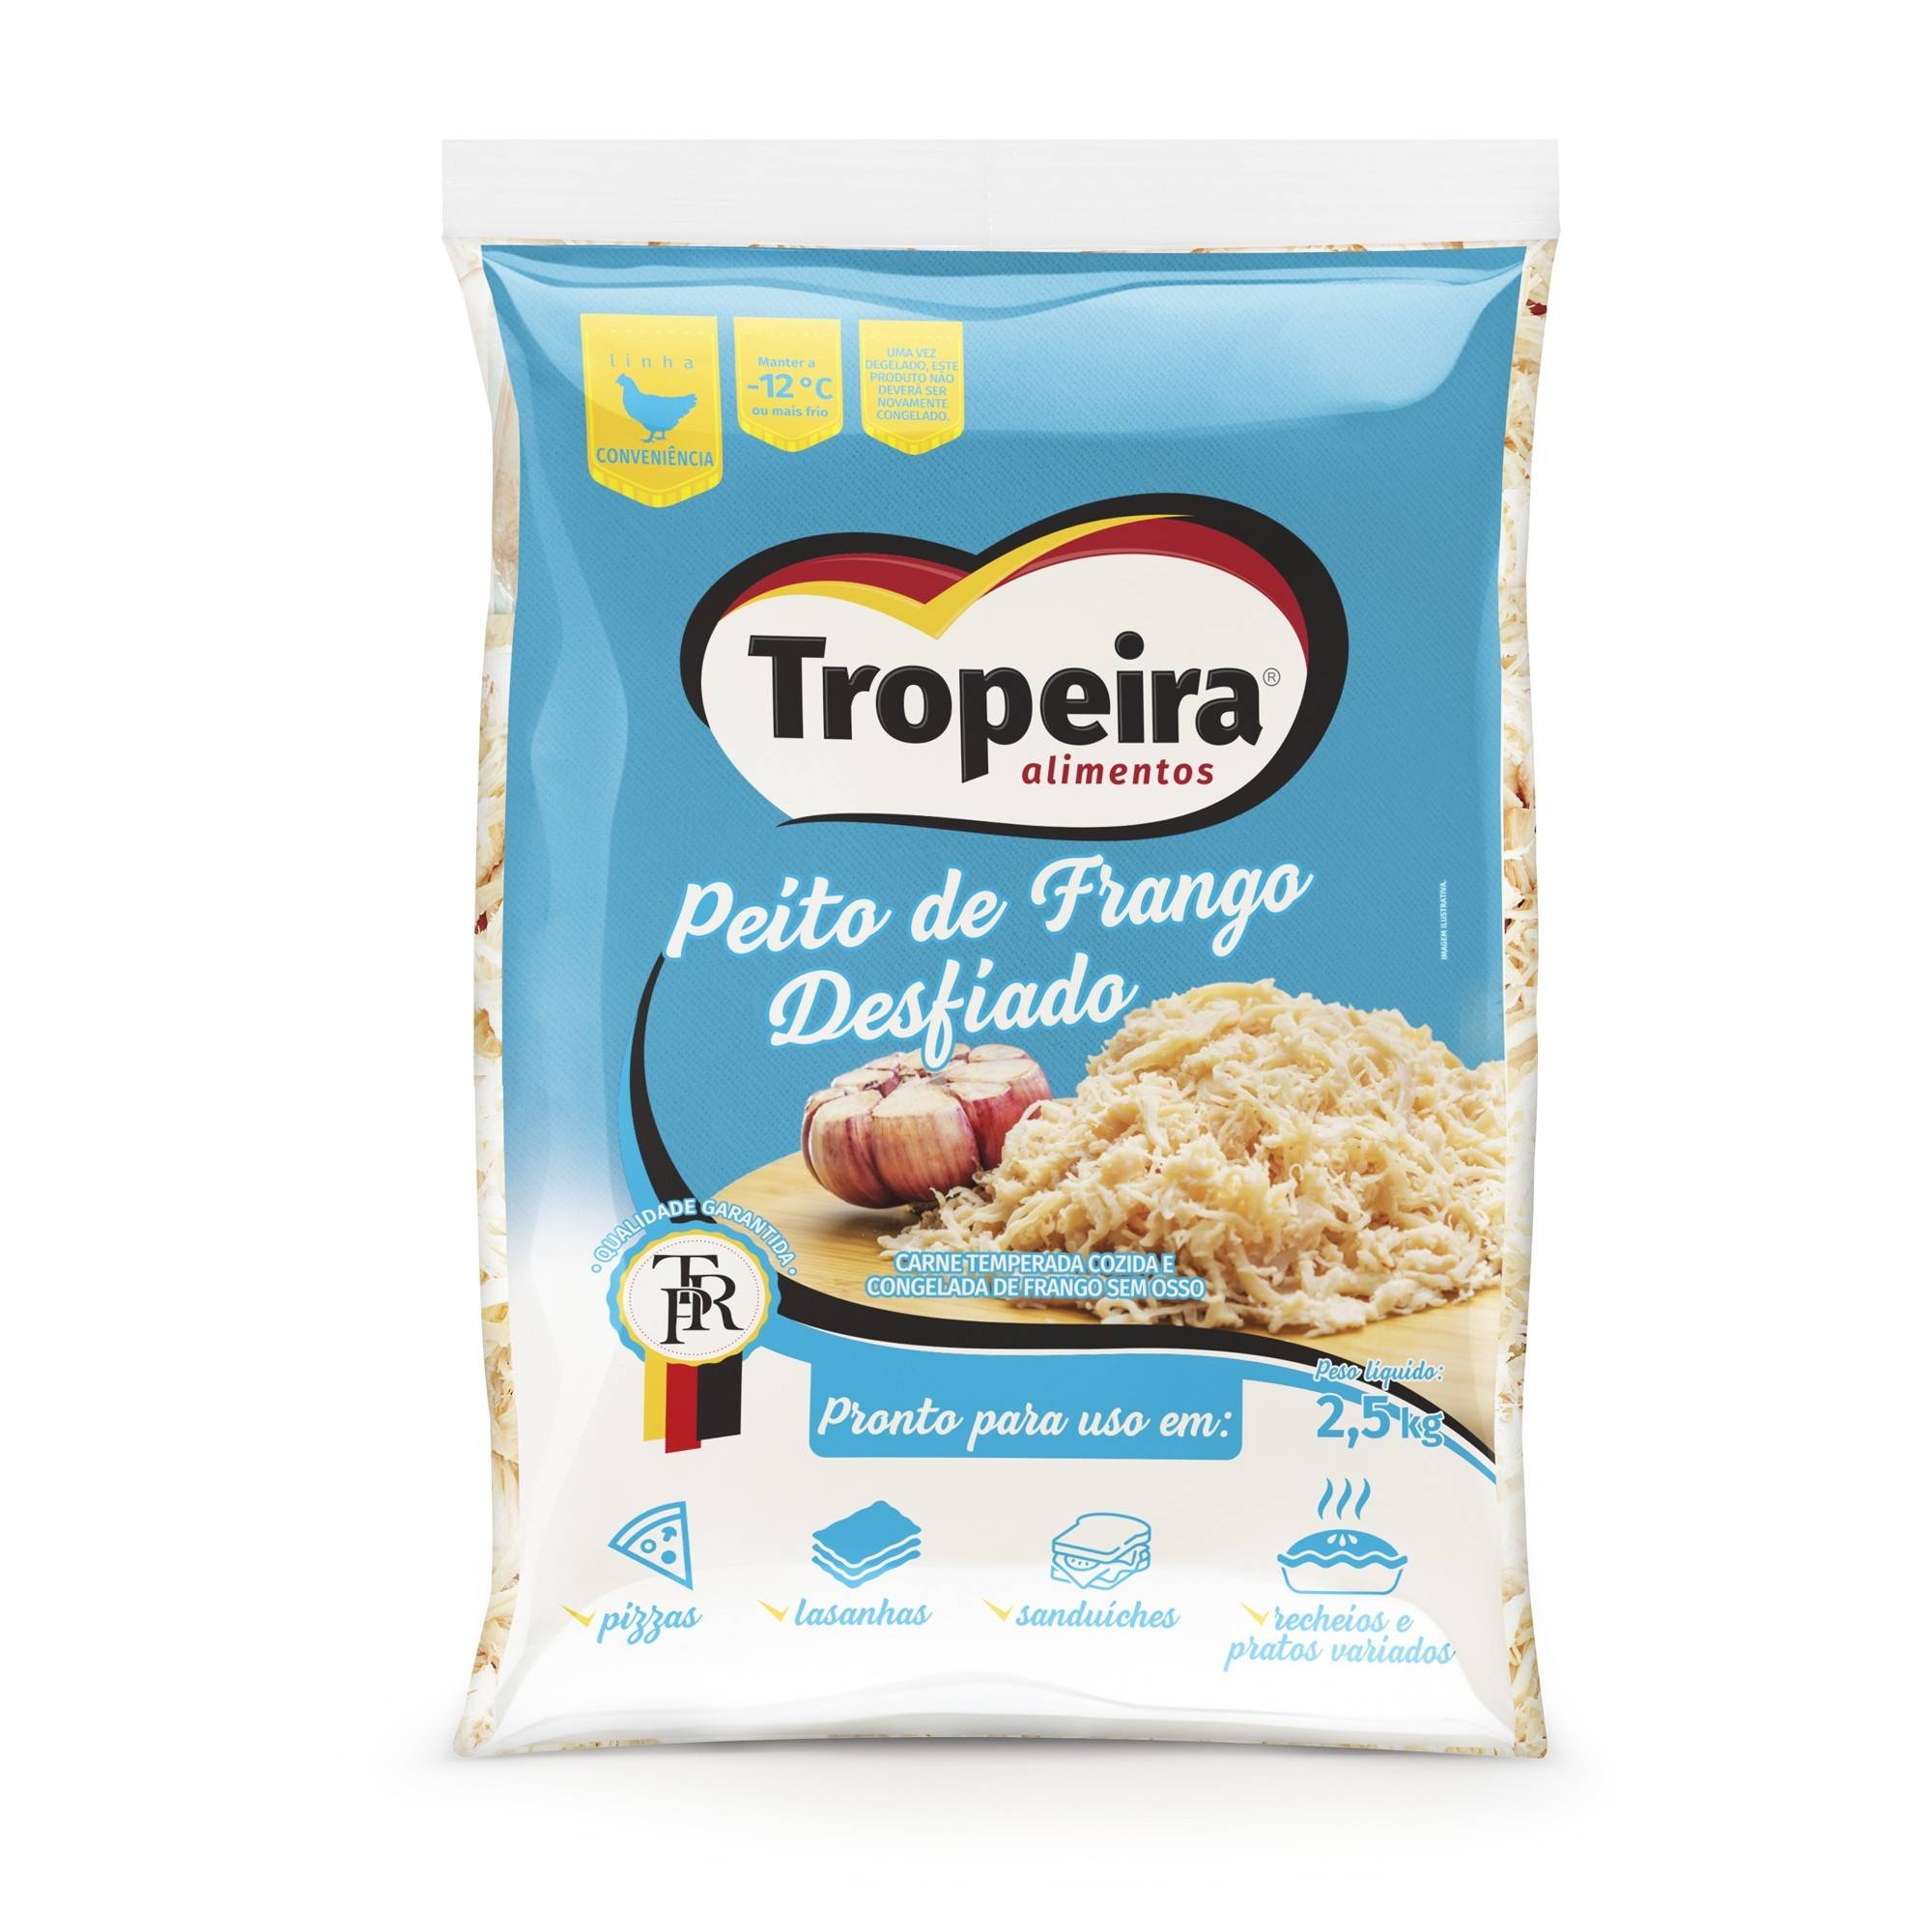 linha
CONVENIÊNCIA
Manter a
-12°C
ou mais frio
UMA VEZ
DEGELADO, ESTE
PRODUTO NÃO
DEVERÁ SER
NOVAMENTE
CONGELADO.
Tropeira®
alimentos
Peito de Frango
Desfiado
IMAGEM ILUSTRATIVA.
• QUALIDADE GARANTIDA •
CARNE TEMPERADA COZIDA E
CONGELADA DE FRANGO SEM OSSO
Peso líquido:
2,5 kg
Pronto para uso em:
pizzas
lasanhas
sanduíches
recheios e
pratos variados